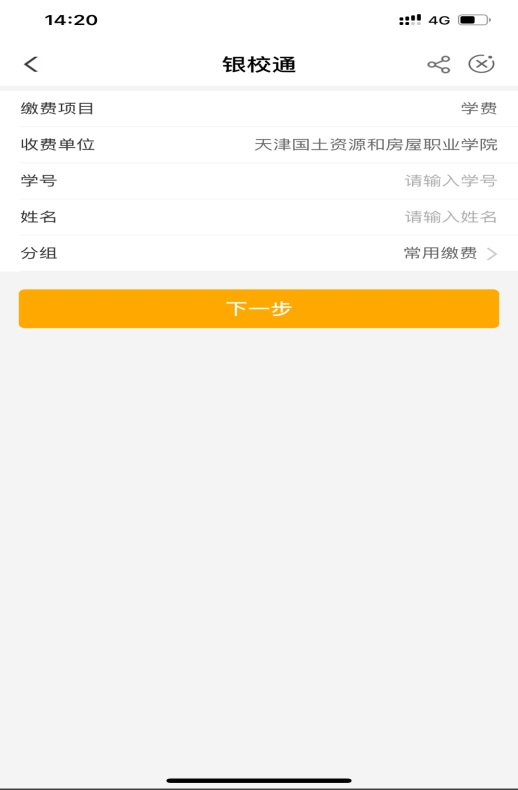 14:20 4G
银校通
缴费项目 学费
收费单位 天津国土资源和房屋职业学院
学号 请输入学号
姓名 请输入姓名
分组 常用缴费
下一步